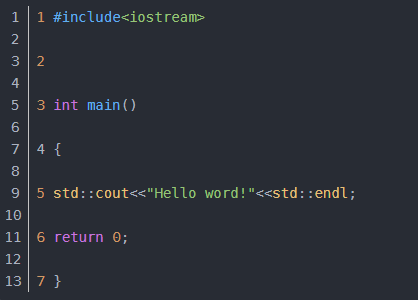 1 1 #include<iostream>
2
3 2
4
5 3 int main()
6
7 4 {
8
9 5 std::cout<<"Hello word!"<<std::endl;
10
11 6 return 0;
12
13 7 }